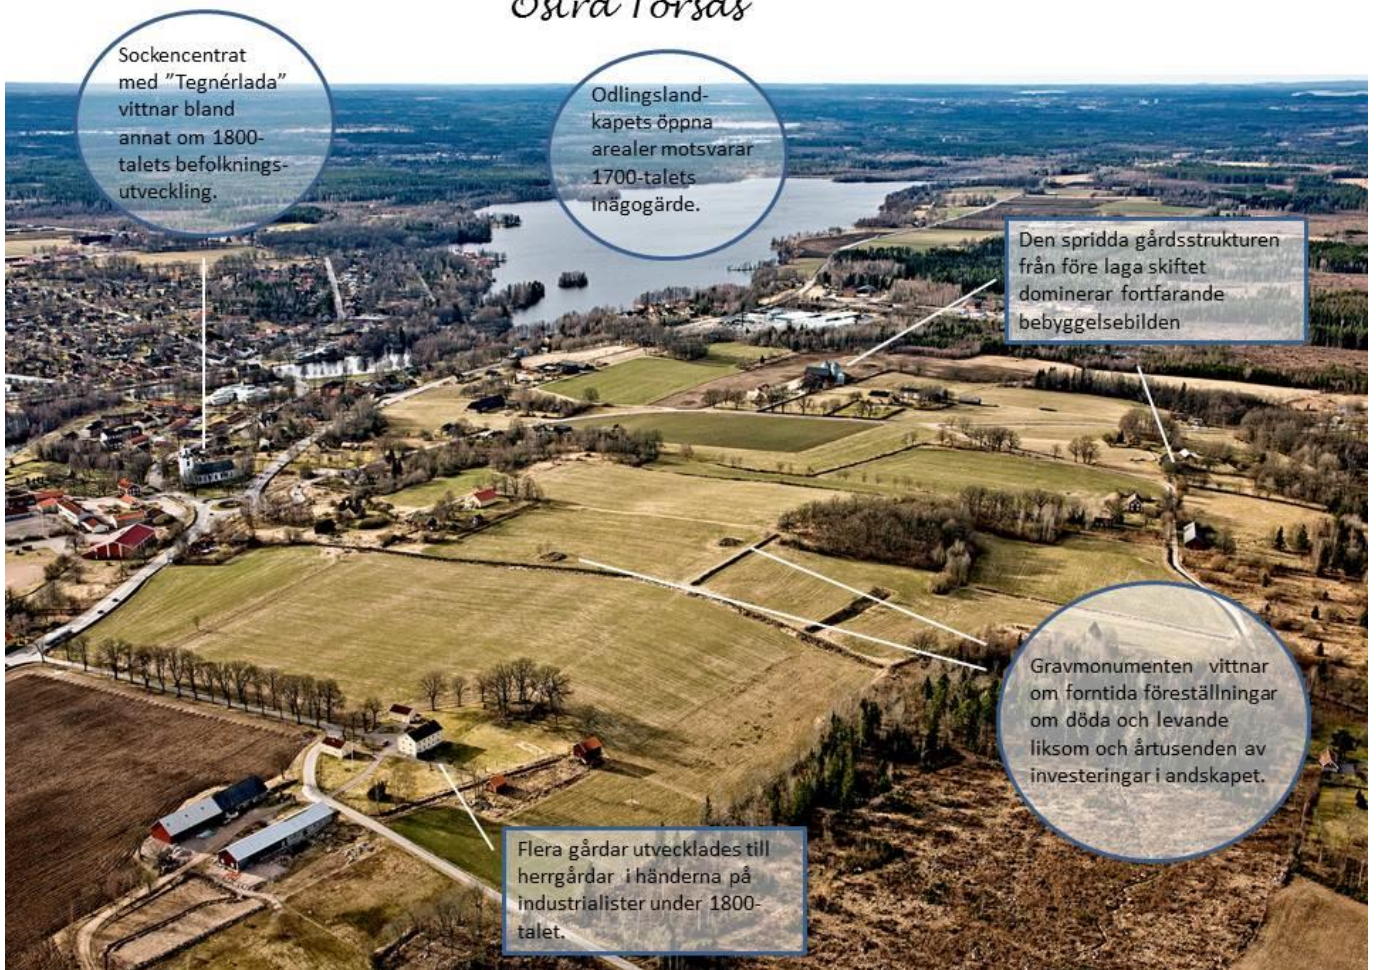 Östra Torsås
Sockencentrat
med ”Tegnérlada”
vittnar bland
annat om 1800-
talets befolknings-
utveckling.
Odlingsland-
kapets öppna
arealer motsvarar
1700-talets
inägogärde.
Den spridda gårdsstrukturen
från före laga skiftet
dominerar fortfarande
bebyggelsebilden
Gravmonumenten vittnar
om forntida föreställningar
om döda och levande
liksom och årtusenden av
investeringar i andskapet.
Flera gårdar utvecklades till
herrgårdar i händerna på
industrialister under 1800-
talet.